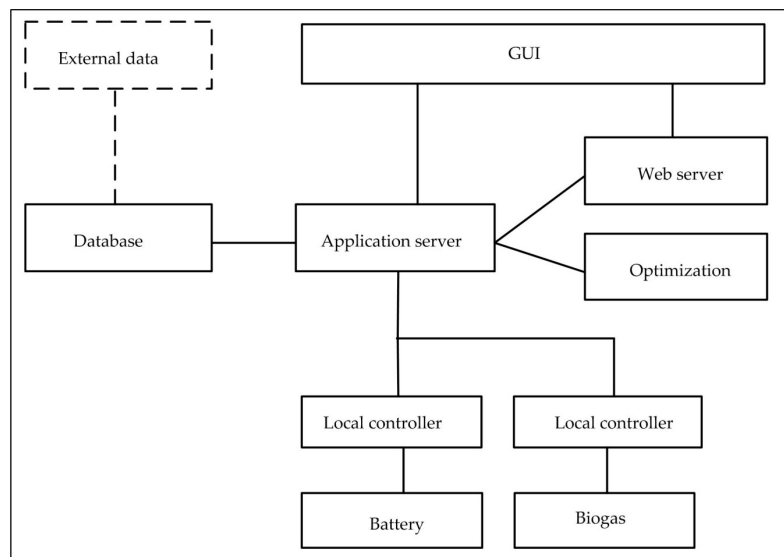 External data
GUI
Web server
Database
Application server
Optimization
Local controller
Local controller
Battery
Biogas